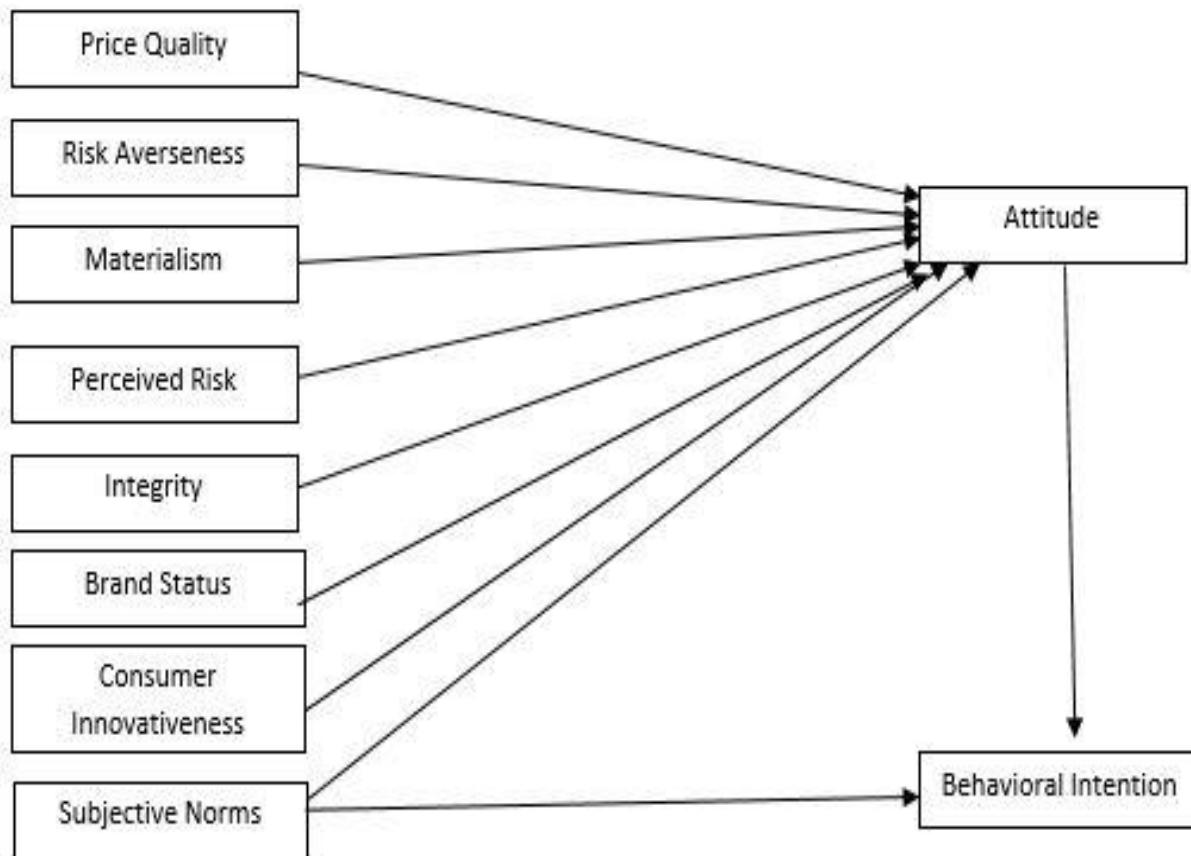 Price Quality
Risk Averseness
Materialism
Perceived Risk
Integrity
Brand Status
Consumer
Innovativeness
Subjective Norms
Attitude
Behavioral Intention